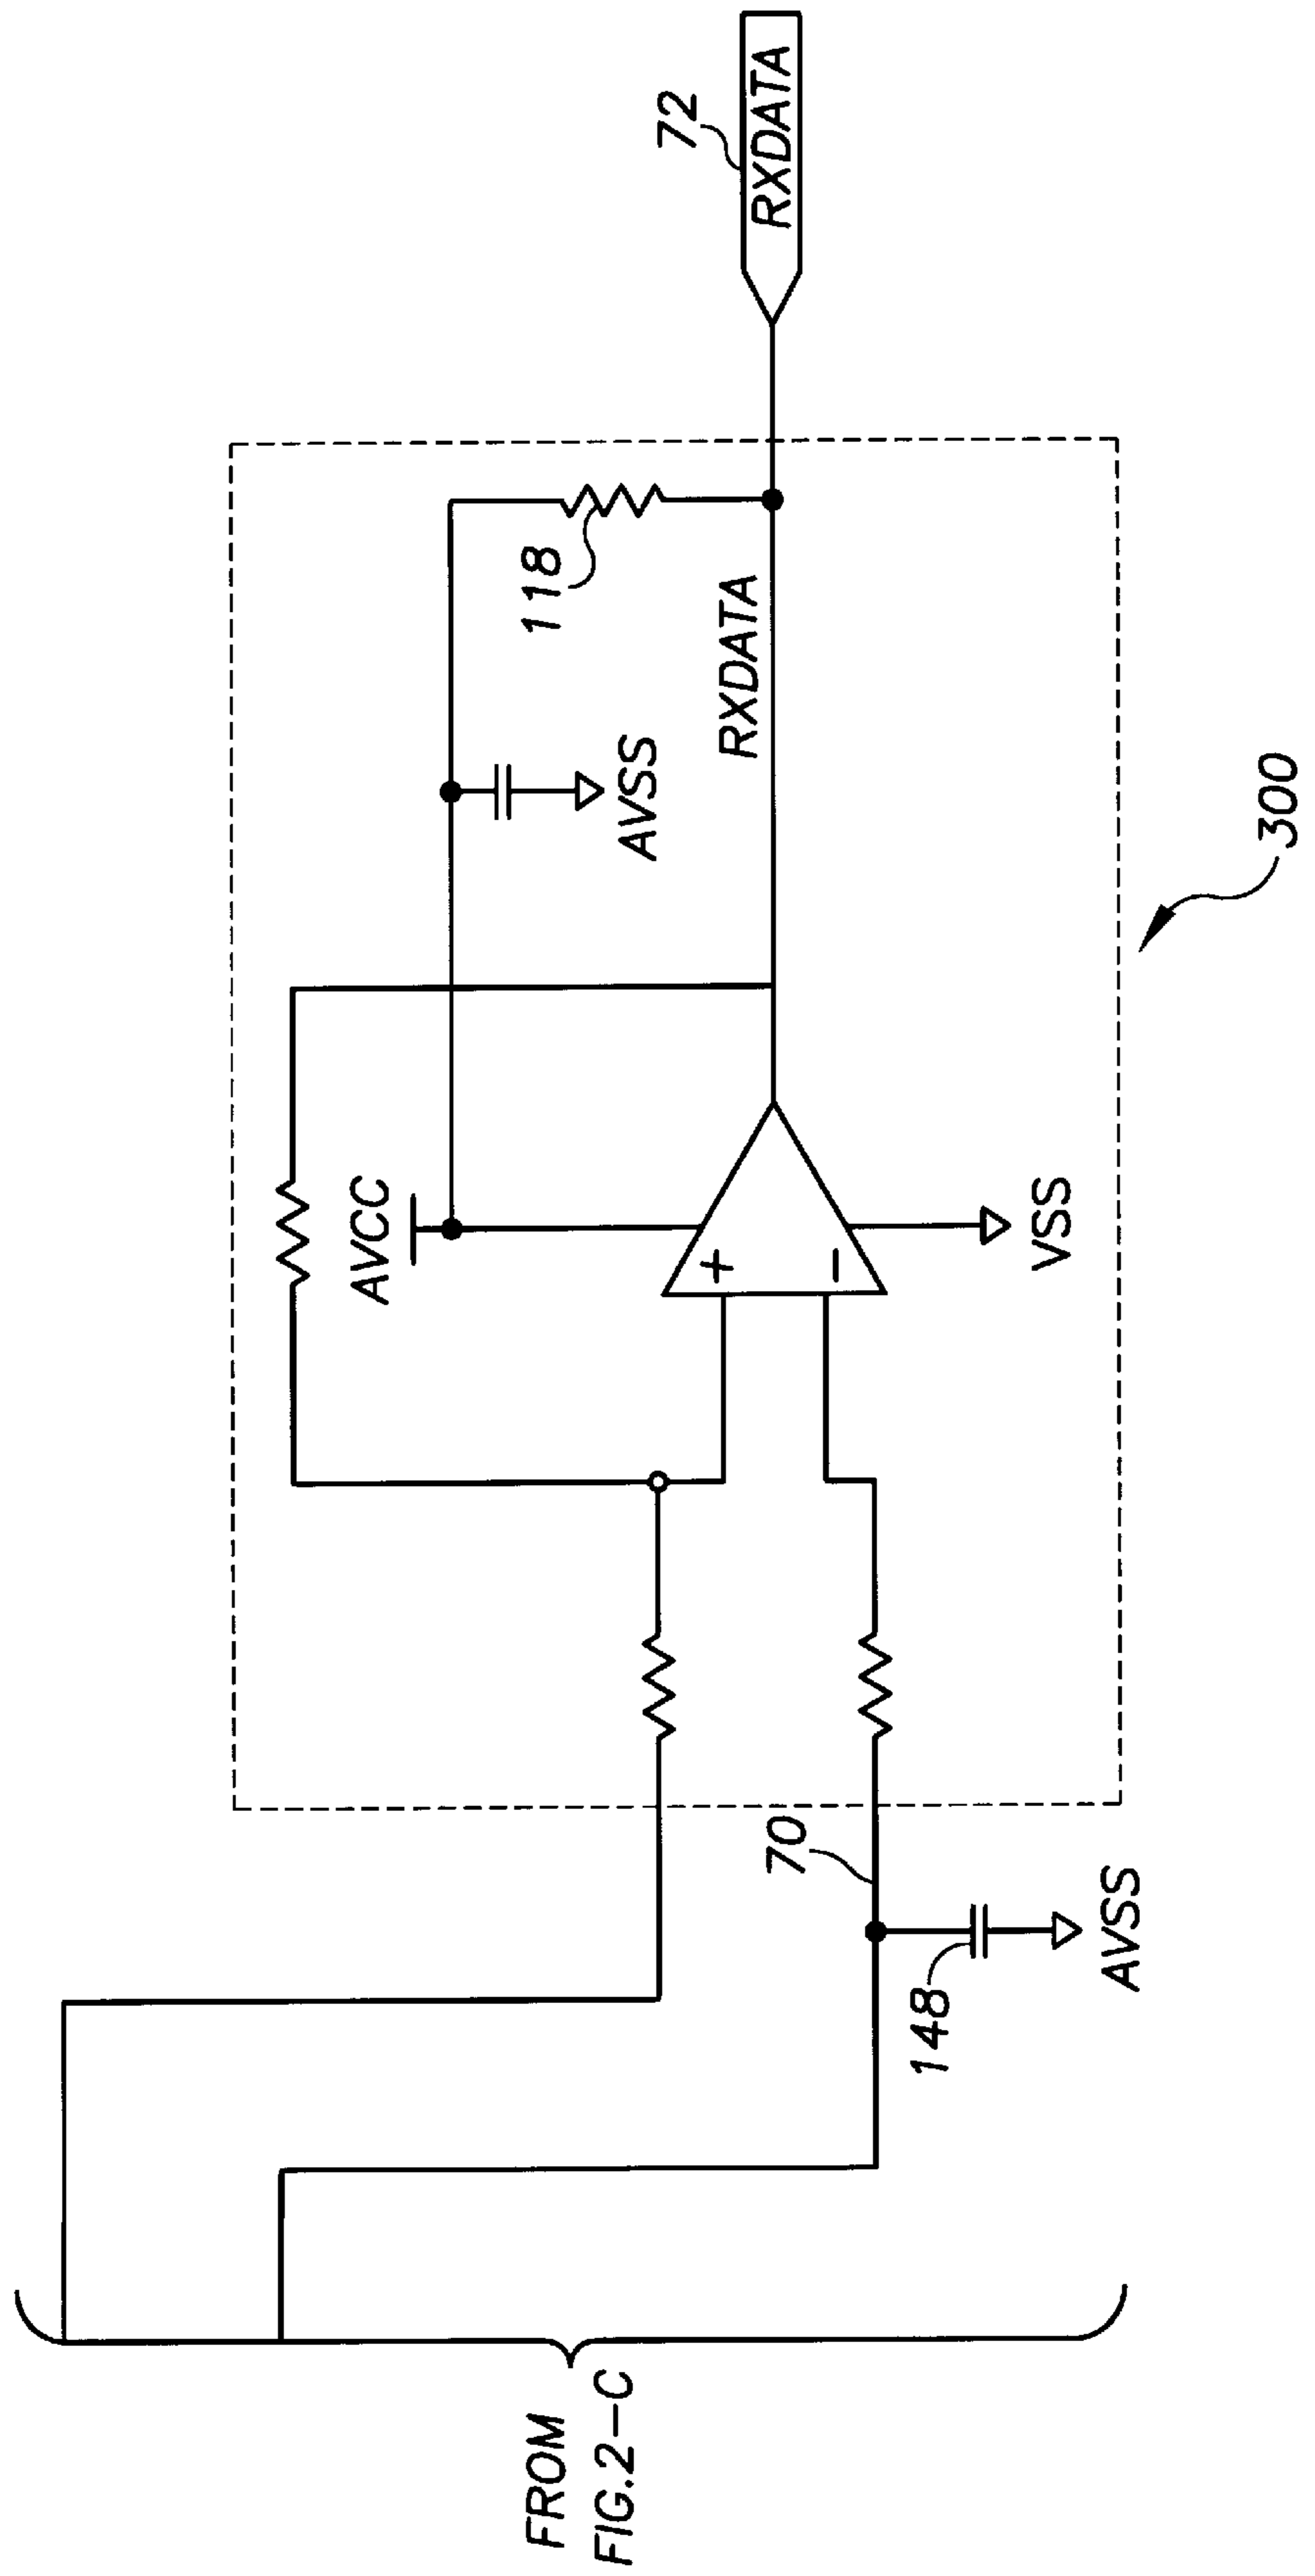 FROM
FIG.2-C
148
AVSS
70
AVCC
+
−
VSS
AVSS
118
RXDATA
72
RXDATA
300